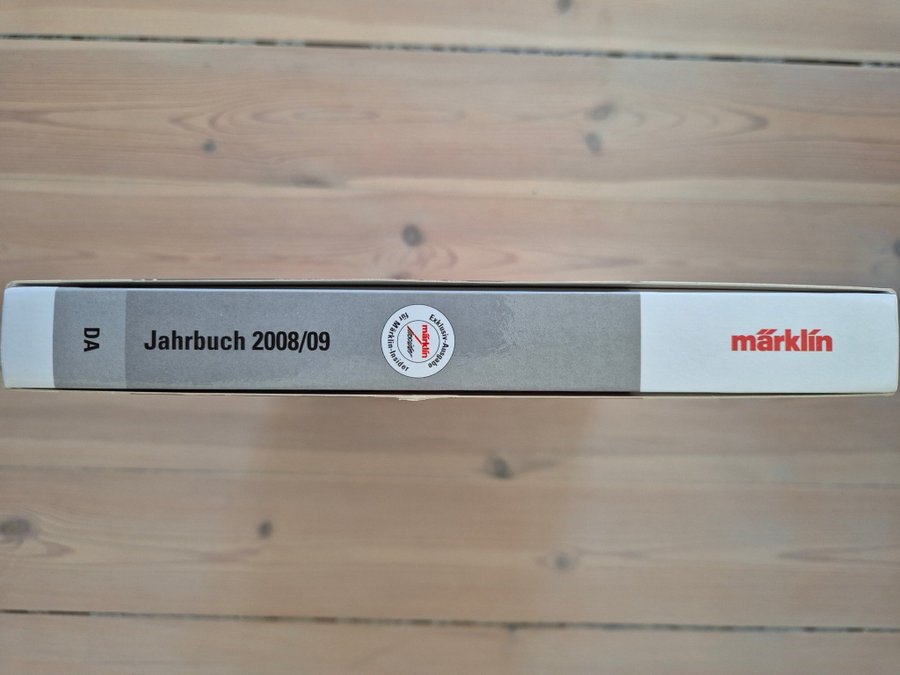 DA
Jahrbuch 2008/09
Exklusiv-Ausgabe
für Märklin-Insider
märklin
märklin